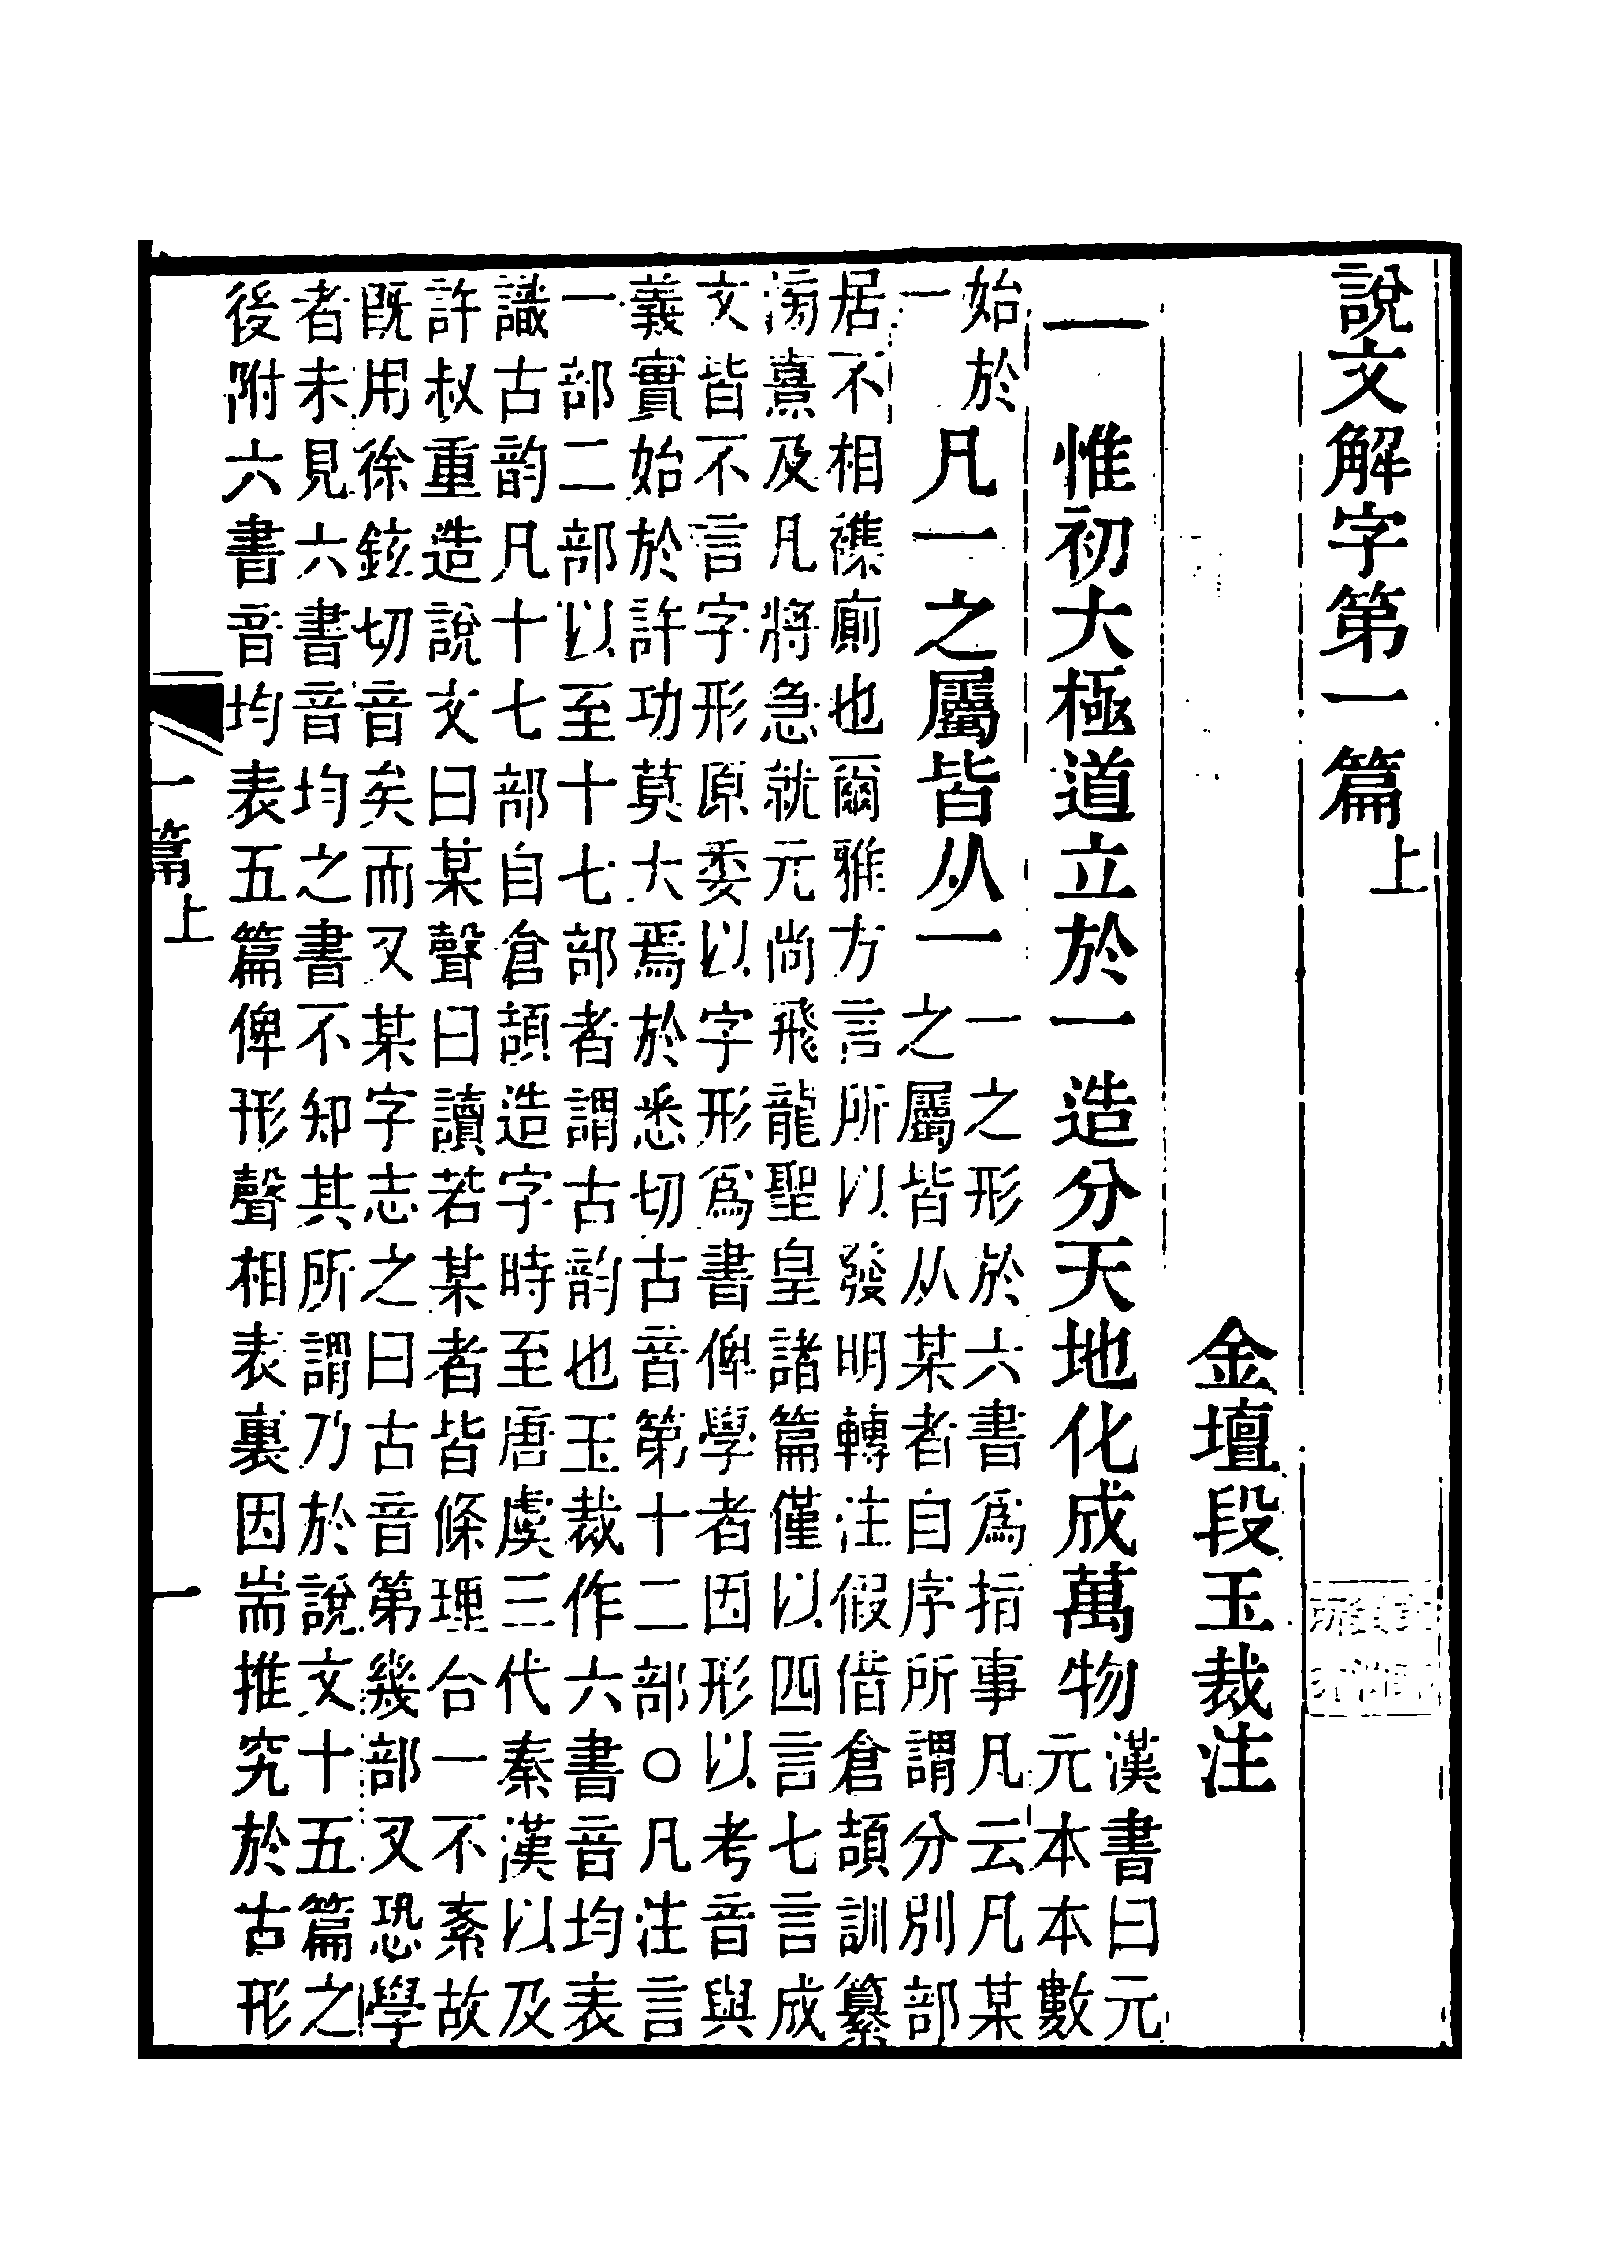 說文解字第一篇上
金壇段玉裁注
一 惟初大極道立於一造分天地化成萬物
漢書曰元
元本本數
始於
一
凡一之屬皆从一
一之形於六書爲指事凡云凡某
之屬皆从某者自序所謂分別部
居不相襍廁也爾雅方言所以發明轉注假借倉頡訓纂
滂熹及凡將急就元尚飛龍聖皇諸篇僅以四言七言成
文皆不言字形原委以字形爲書俾學者因形以考音與
義實始於許功莫大焉於悉切古音第十二部○凡注言
一部二部以至十七部者謂古韵也玉裁作六書音均表
識古韵凡十七部自倉頡造字時至唐虞三代秦漢以及
許叔重造說文曰某聲曰讀若某者皆條理合一不紊故
既用徐鉉切音矣而又某字志之曰古音第幾部又恐學
者未見六書音均之書不知其所謂乃於說文十五篇之
後附六書音均表五篇俾形聲相表裏因耑推究於古形
一篇上
一